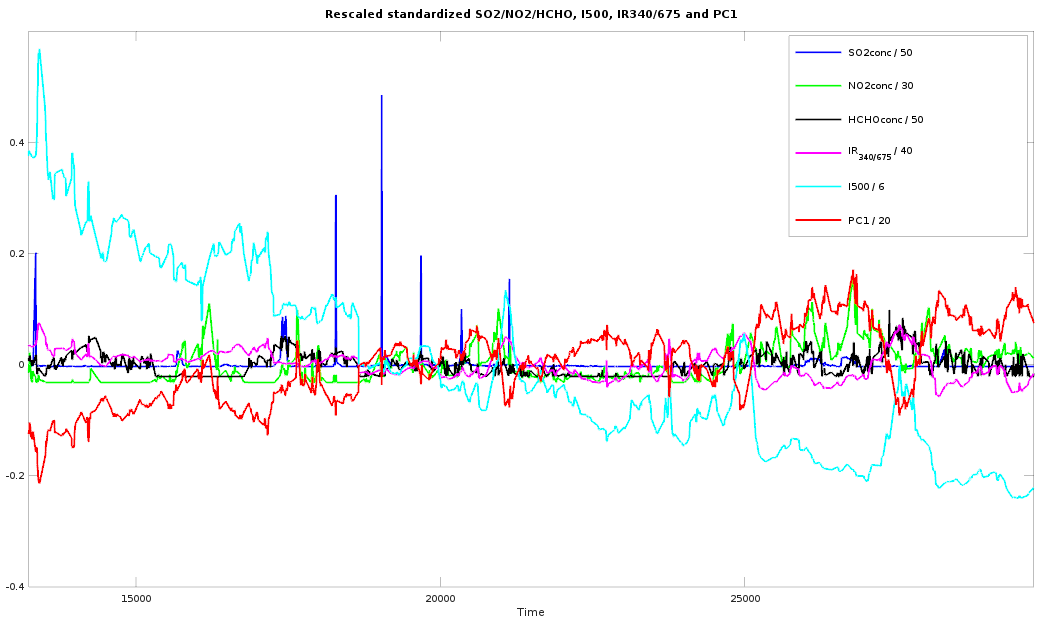 Rescaled standardized SO2/NO2/HCHO, I500, IR340/675 and PC1
SO2conc / 50
NO2conc / 30
HCHOconc / 50
IR340/675 / 40
I500 / 6
PC1 / 20
0.4
0.2
0
-0.2
-0.4
15000 20000 25000
Time